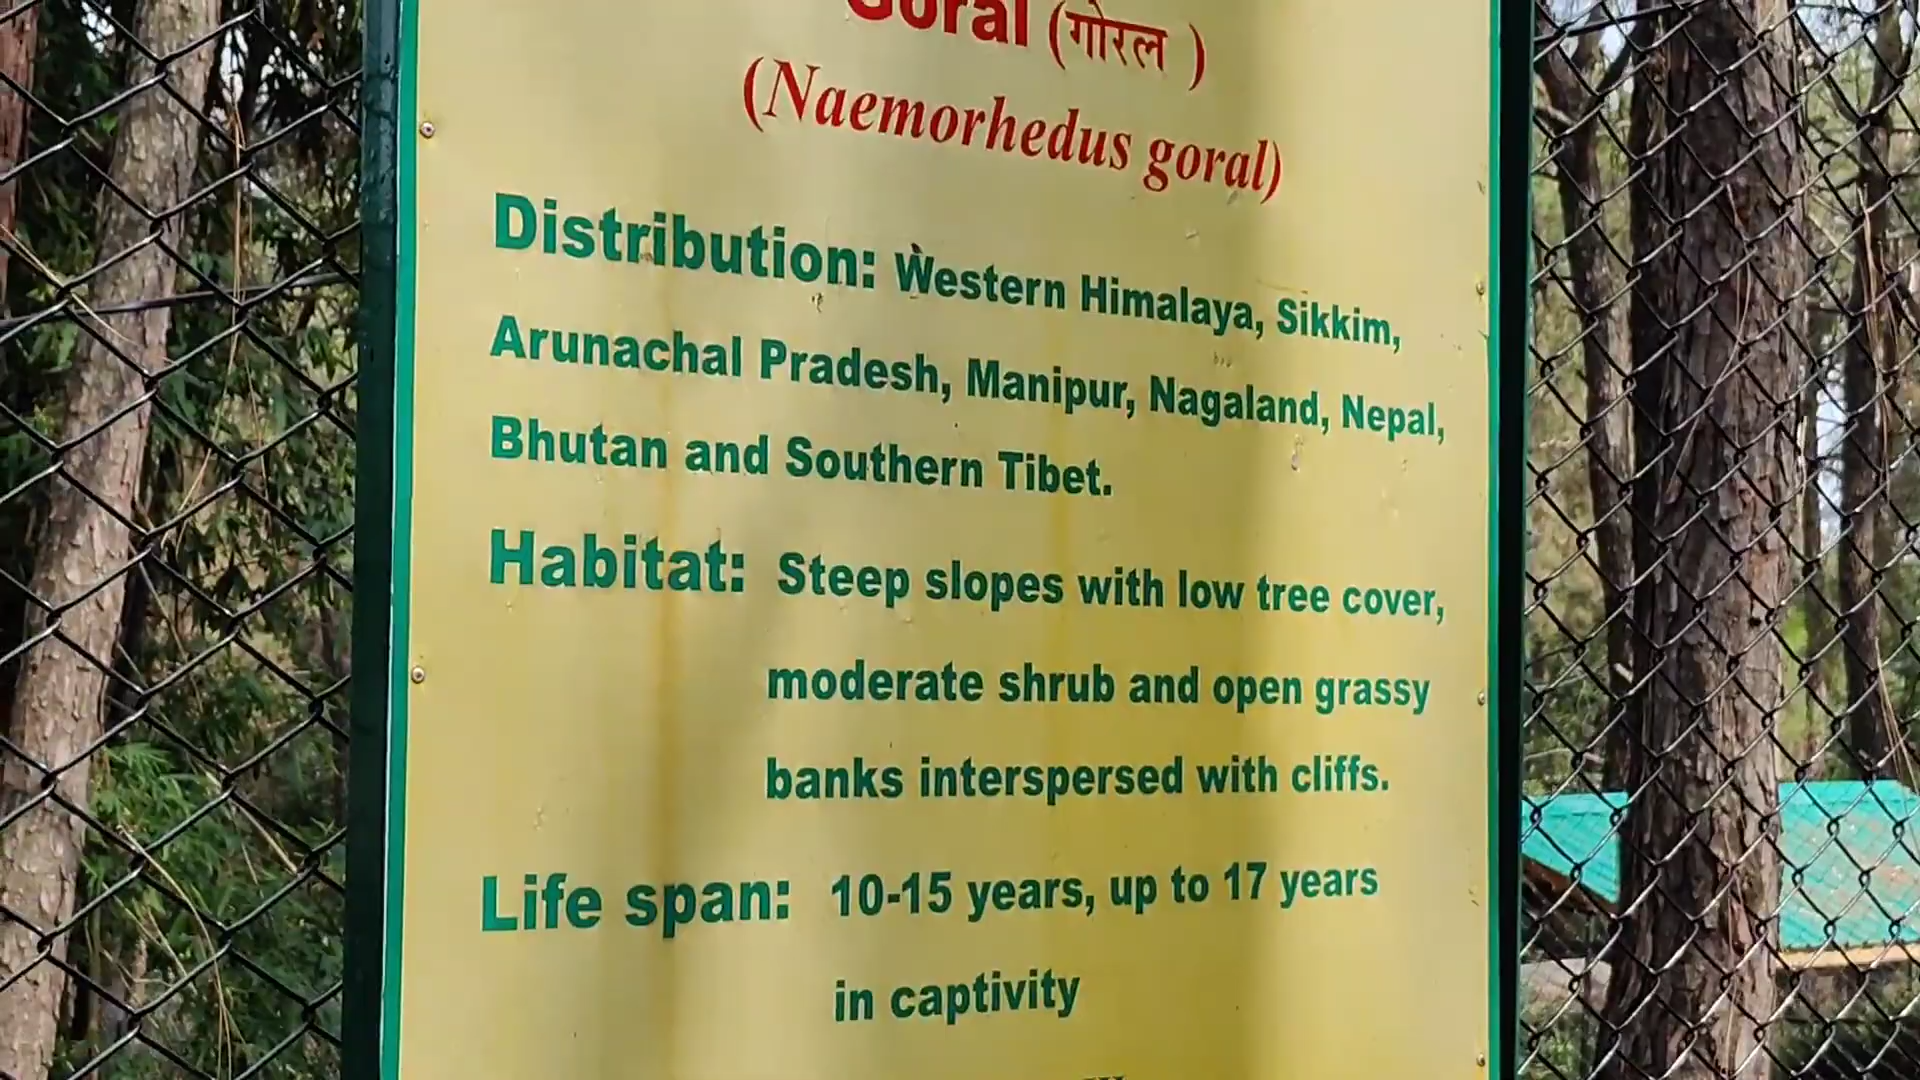 Goral (गोरल )
(Naemorhedus goral)
Distribution: Western Himalaya, Sikkim,
Arunachal Pradesh, Manipur, Nagaland, Nepal,
Bhutan and Southern Tibet.
Habitat: Steep slopes with low tree cover,
moderate shrub and open grassy
banks interspersed with cliffs.
Life span: 10-15 years, up to 17 years
in captivity